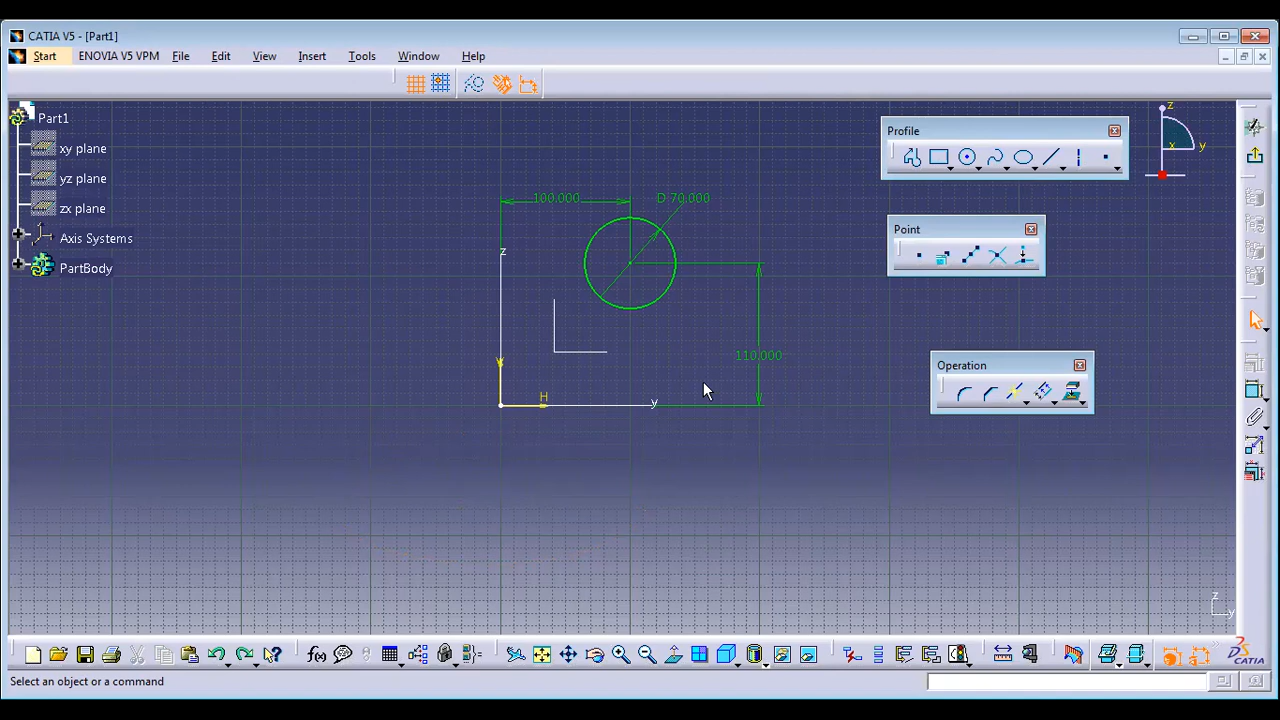 CATIA V5 - [Part1]
Start ENOVIA V5 VPM File Edit View Insert Tools Window Help
Part1
xy plane
yz plane
zx plane
Axis Systems
PartBody
100.000
D 70.000
110.000
z
y
V
H
Profile
Point
Operation
z
x
y
z
y
f(x)
CATIA
Select an object or a command